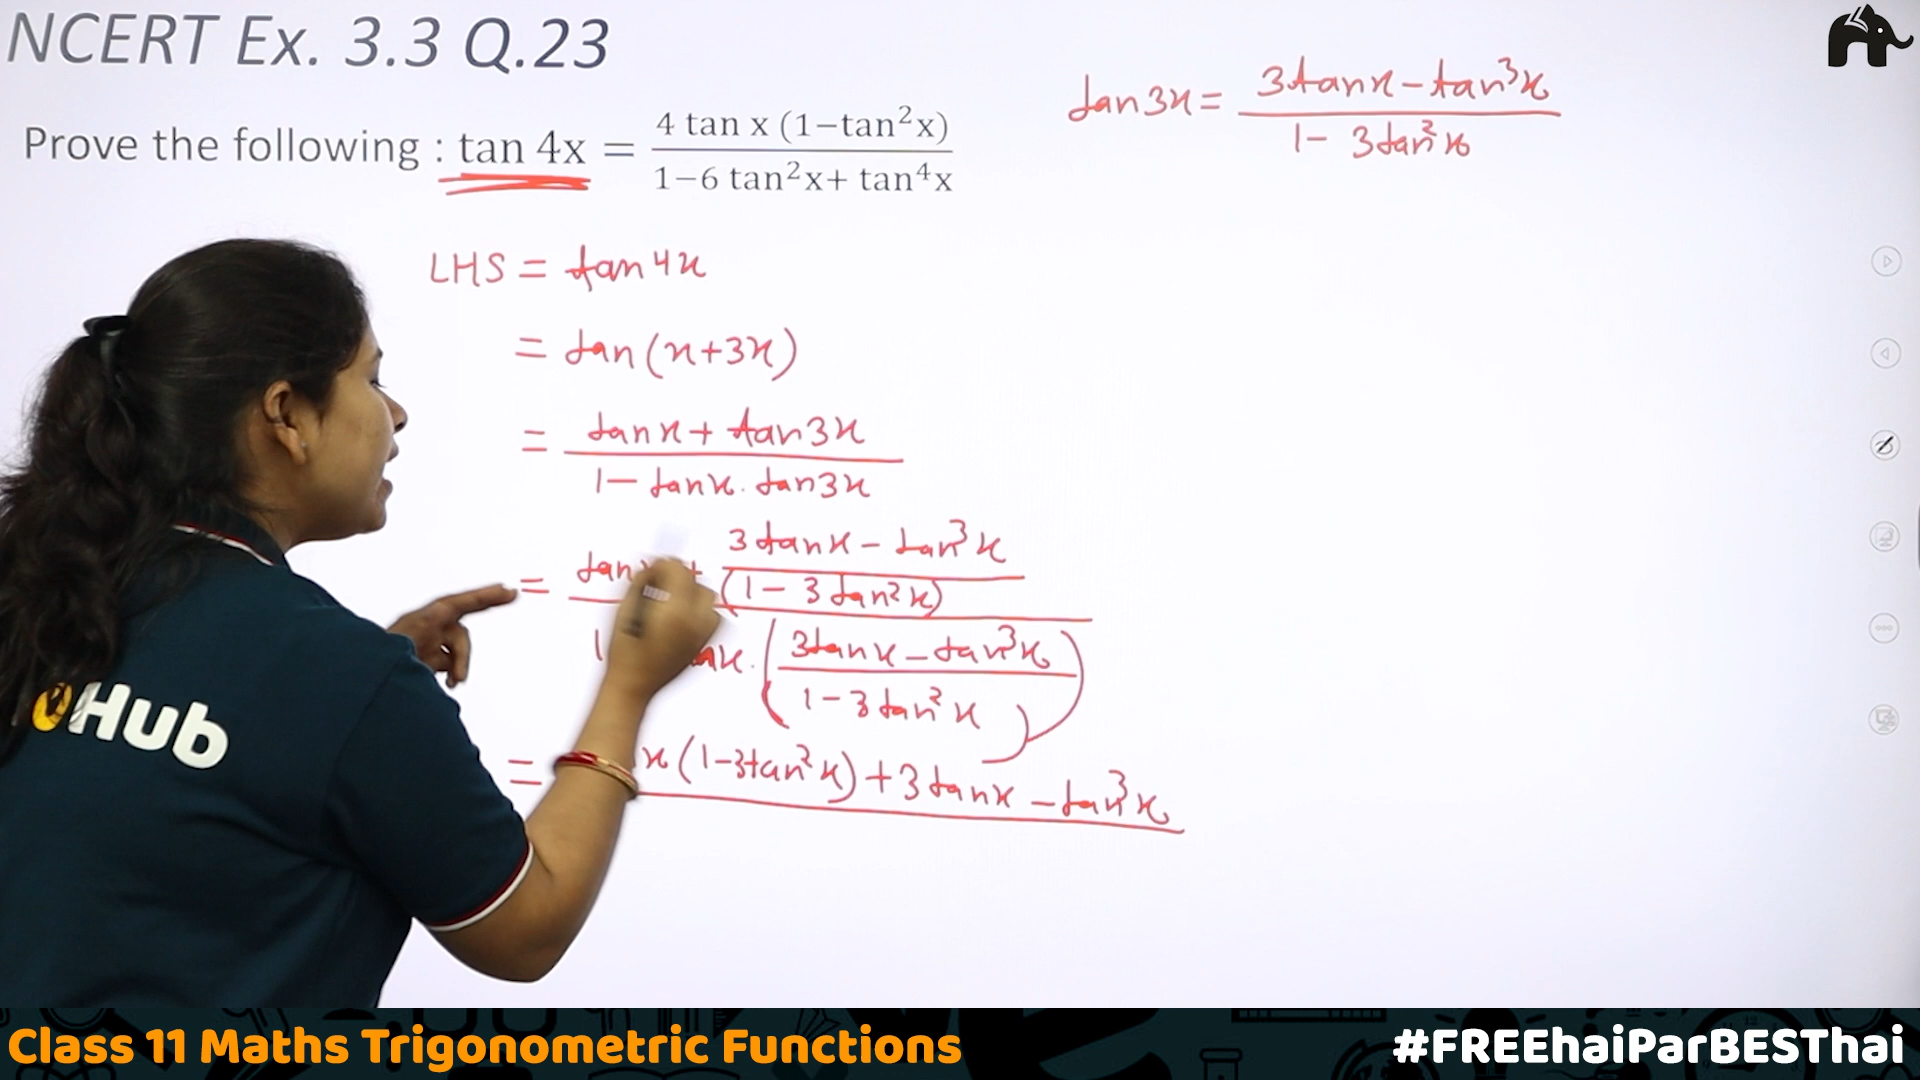 NCERT Ex. 3.3 Q.23
Prove the following : tan 4x = 4 tan x (1−tan²x) / 1−6 tan²x+ tan⁴x
tan3x = 3tanx − tan³x / 1 − 3tan²x
LHS = tan4x
= tan(x+3x)
= tanx + tan3x / 1 − tanx . tan3x
= tanx + 3tanx − tan³x / (1 − 3tan²x)
1 x . (3tanx − tan³x / 1 − 3tan²x)
= x (1−3tan²x) + 3tanx − tan³x
Hub
Class 11 Maths Trigonometric Functions
#FREEhaiParBESThai